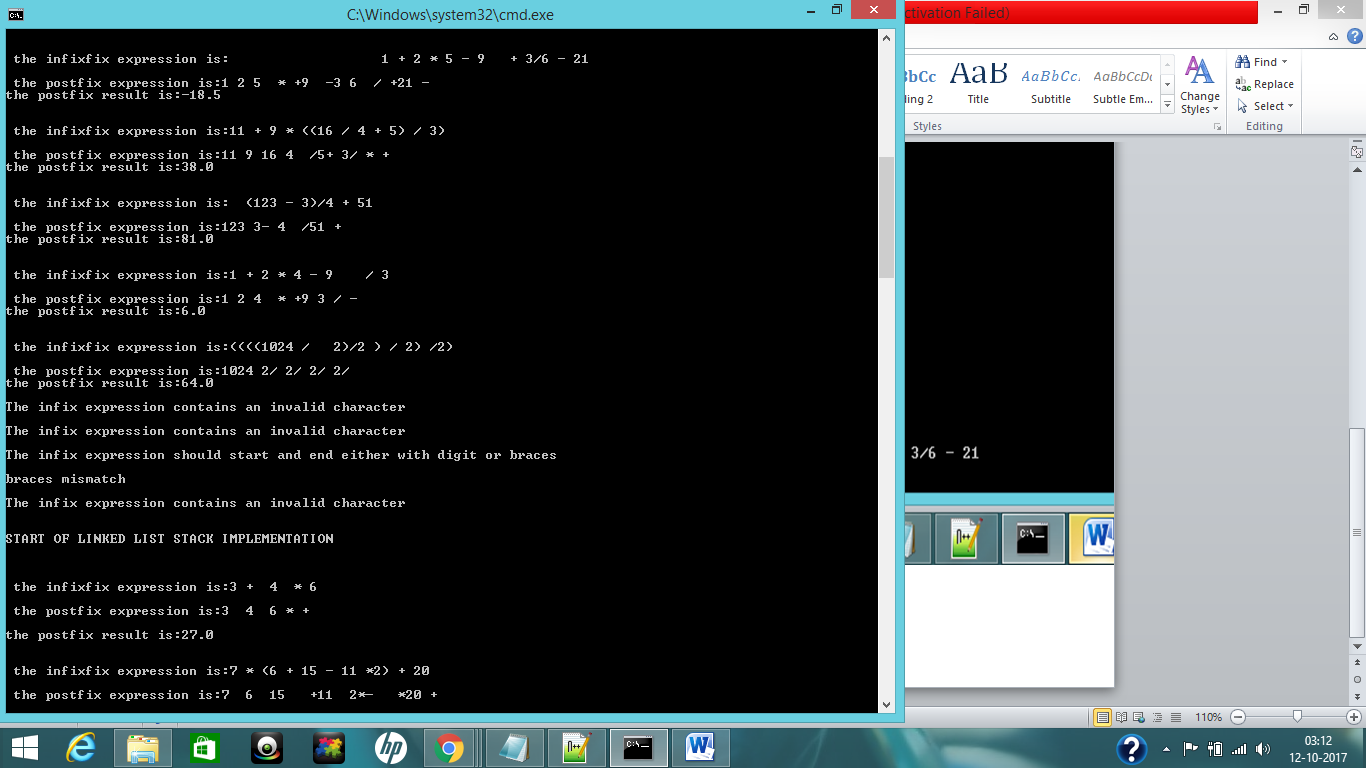 C:\Windows\system32\cmd.exe
ctivation Failed)
the infixfix expression is:                   1 + 2 * 5 - 9   + 3/6 - 21
the postfix expression is:1 2 5  * +9  -3 6  / +21 -
the postfix result is:-18.5
the infixfix expression is:11 + 9 * ((16 / 4 + 5) / 3)
the postfix expression is:11 9 16 4  /5+ 3/ * +
the postfix result is:38.0
the infixfix expression is:  (123 - 3)/4 + 51
the postfix expression is:123 3- 4  /51 +
the postfix result is:81.0
the infixfix expression is:1 + 2 * 4 - 9    / 3
the postfix expression is:1 2 4  * +9 3 / -
the postfix result is:6.0
the infixfix expression is:((((1024 /   2)/2 ) / 2) /2)
the postfix expression is:1024 2/ 2/ 2/ 2/
the postfix result is:64.0
The infix expression contains an invalid character
The infix expression contains an invalid character
The infix expression should start and end either with digit or braces
braces mismatch
The infix expression contains an invalid character
START OF LINKED LIST STACK IMPLEMENTATION
the infixfix expression is:3 +  4  * 6
the postfix expression is:3  4  6 * +
the postfix result is:27.0
the infixfix expression is:7 * (6 + 15 - 11 *2) + 20
the postfix expression is:7  6  15   +11  2*-   *20 +
bCc AaB AaBbCc. AaBbCcDc
ing 2 Title Subtitle Subtle Em...
Change Styles
Styles
Find
Replace
Select
Editing
3/6 - 21
110%
03:12
12-10-2017